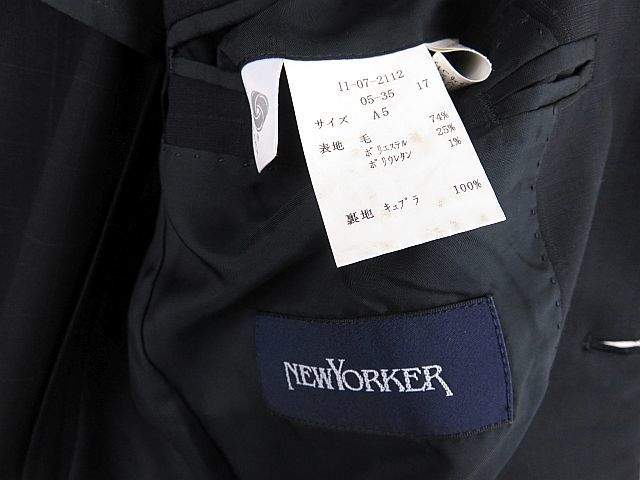 11-07-2112
05-35 17
サイズ A5
表地 毛 74%
ポリエステル 25%
ポリウレタン 1%
裏地 キュプラ 100%
NEWYORKER